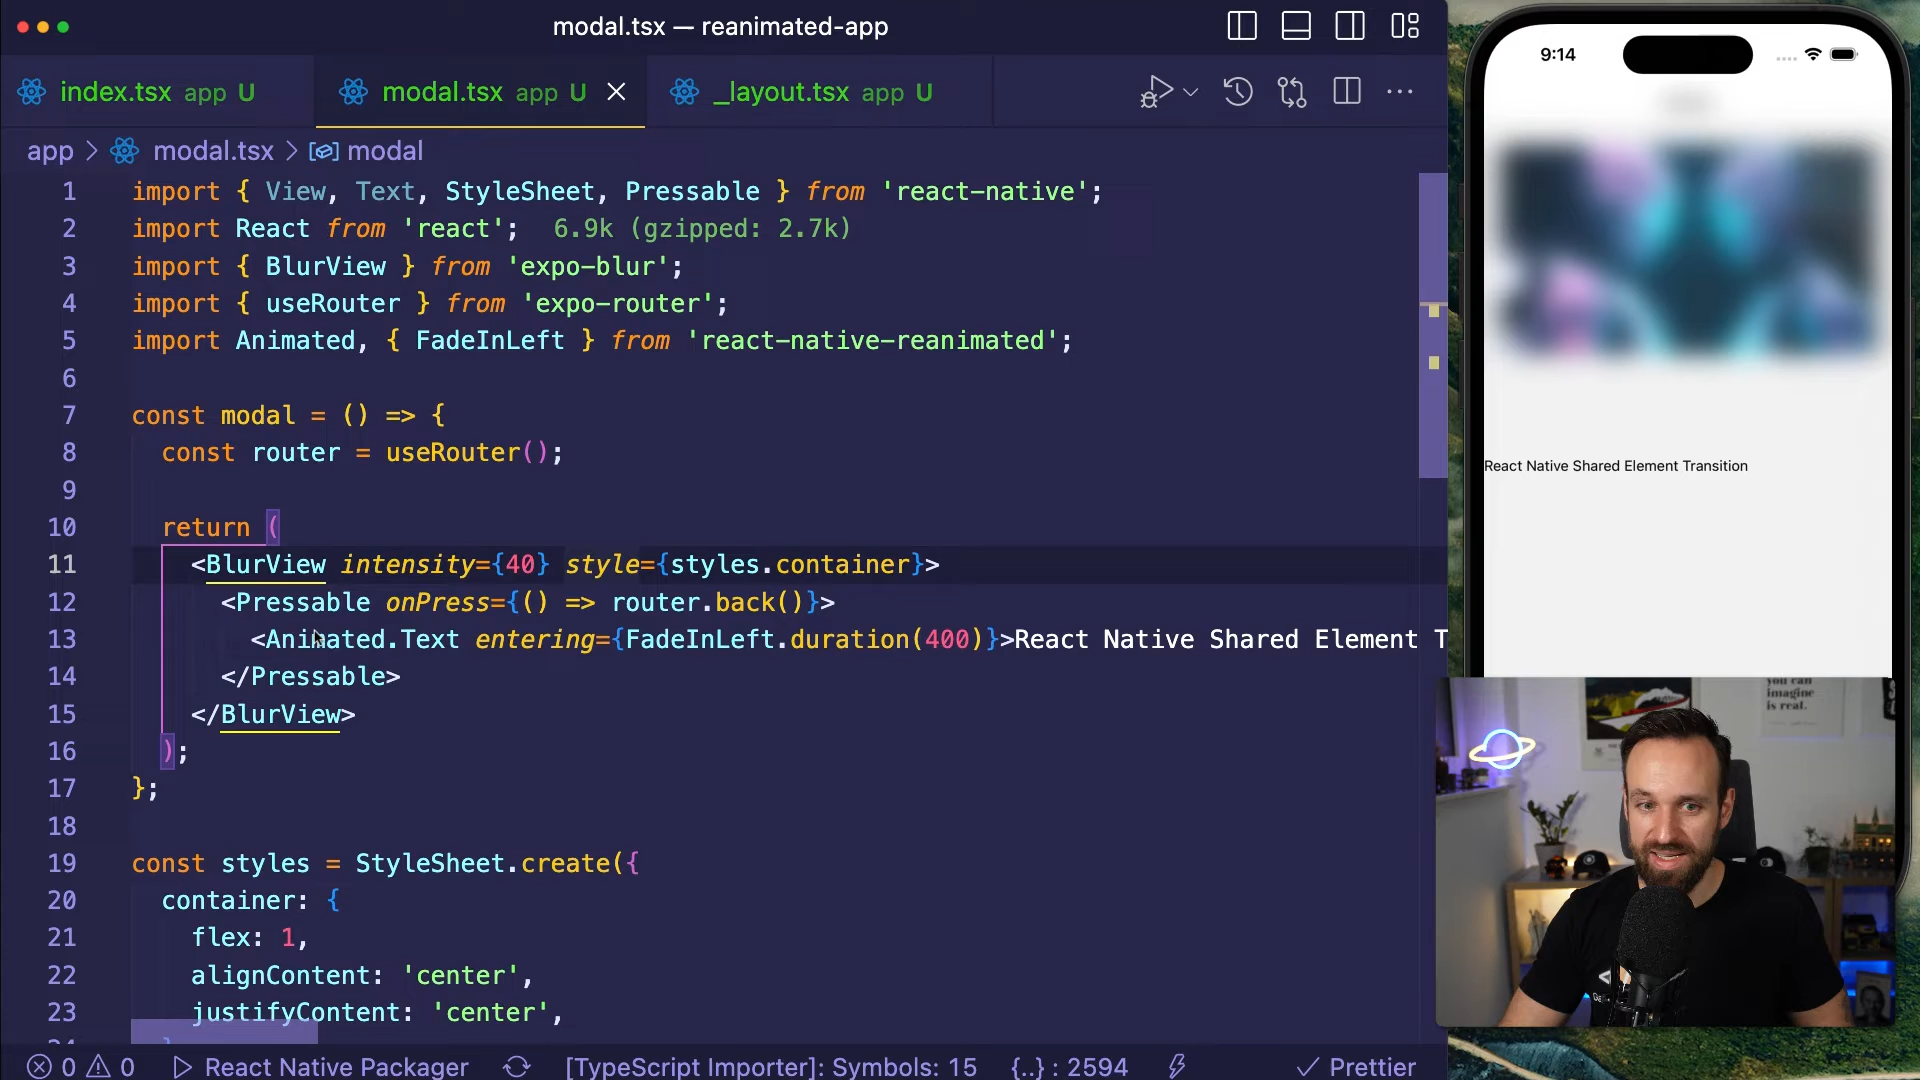 modal.tsx — reanimated-app
index.tsx app U
modal.tsx app U
_layout.tsx app U
app > modal.tsx > modal
1 import { View, Text, StyleSheet, Pressable } from 'react-native';
2 import React from 'react'; 6.9k (gzipped: 2.7k)
3 import { BlurView } from 'expo-blur';
4 import { useRouter } from 'expo-router';
5 import Animated, { FadeInLeft } from 'react-native-reanimated';
6
7 const modal = () => {
8 const router = useRouter();
9
10 return (
11 <BlurView intensity={40} style={styles.container}>
12 <Pressable onPress={() => router.back()}>
13 <Animated.Text entering={FadeInLeft.duration(400)}>React Native Shared Element T
14 </Pressable>
15 </BlurView>
16 );
17 };
18
19 const styles = StyleSheet.create({
20 container: {
21 flex: 1,
22 alignContent: 'center',
23 justifyContent: 'center',
0 0 React Native Packager [TypeScript Importer]: Symbols: 15 {..} : 2594 Prettier
9:14
React Native Shared Element Transition
you can
imagine
is real.